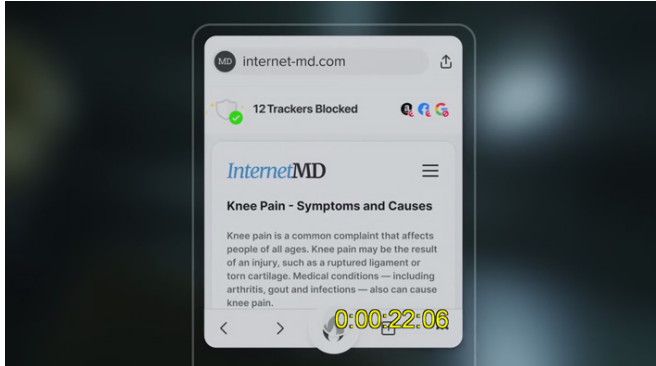 MD internet-md.com
12 Trackers Blocked
InternetMD
Knee Pain - Symptoms and Causes
Knee pain is a common complaint that affects
people of all ages. Knee pain may be the result
of an injury, such as a ruptured ligament or
torn cartilage. Medical conditions — including
arthritis, gout and infections — also can cause
knee pain.
0:00:22:06